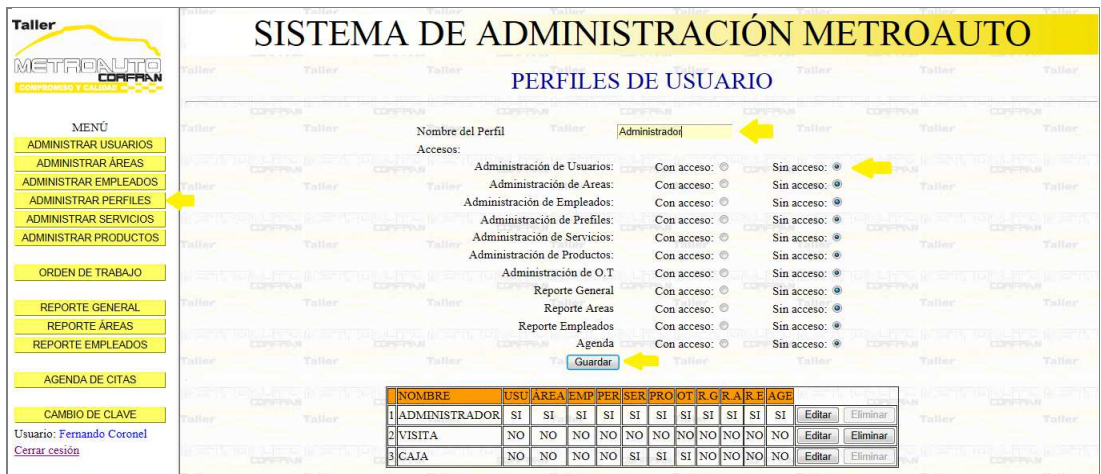 Taller
METROAUTO
CORFRAN
COMPROMISO Y CALIDAD
SISTEMA DE ADMINISTRACIÓN METROAUTO
PERFILES DE USUARIO
MENÚ
ADMINISTRAR USUARIOS
ADMINISTRAR ÁREAS
ADMINISTRAR EMPLEADOS
ADMINISTRAR PERFILES
ADMINISTRAR SERVICIOS
ADMINISTRAR PRODUCTOS
ORDEN DE TRABAJO
REPORTE GENERAL
REPORTE ÁREAS
REPORTE EMPLEADOS
AGENDA DE CITAS
CAMBIO DE CLAVE
Usuario: Fernando Coronel
Cerrar cesión
Nombre del Perfil Administrador
Accesos:
Administración de Usuarios: Con acceso: Sin acceso:
Administración de Areas: Con acceso: Sin acceso:
Administración de Empleados: Con acceso: Sin acceso:
Administración de Prefiles: Con acceso: Sin acceso:
Administración de Servicios: Con acceso: Sin acceso:
Administración de Productos: Con acceso: Sin acceso:
Administración de O.T Con acceso: Sin acceso:
Reporte General Con acceso: Sin acceso:
Reporte Areas Con acceso: Sin acceso:
Reporte Empleados Con acceso: Sin acceso:
Agenda Con acceso: Sin acceso:
Guardar
NOMBRE USU ÁREA EMP PER SER PRO OT R.G R.A R.E AGE
1 ADMINISTRADOR SI SI SI SI SI SI SI SI SI SI SI Editar Eliminar
2 VISITA NO NO NO NO NO NO NO NO NO NO NO Editar Eliminar
3 CAJA NO NO NO NO SI SI SI NO NO NO NO Editar Eliminar